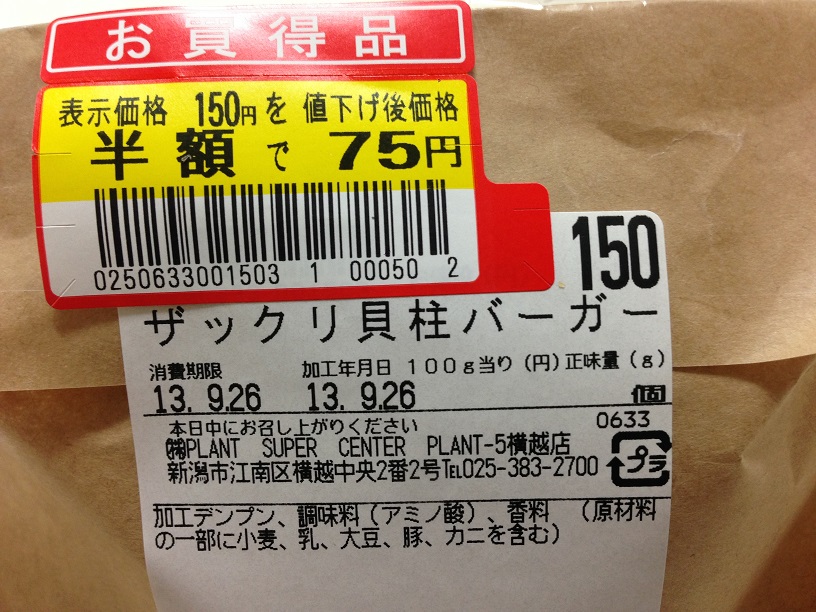 お買得品
表示価格 150円を 値下げ後価格
半額で 75円
0250633001503 1 00050 2
150
ザックリ貝柱バーガー
消費期限 加工年月日 100g当り(円)正味量(g)
13. 9.26 13. 9.26 個
本日中にお召し上がりください 0633
㈱PLANT SUPER CENTER PLANT-5横越店
新潟市江南区横越中央2番2号℡025-383-2700
プラ
加工デンプン、調味料(アミノ酸)、香料 (原材料
の一部に小麦、乳、大豆、豚、カニを含む)